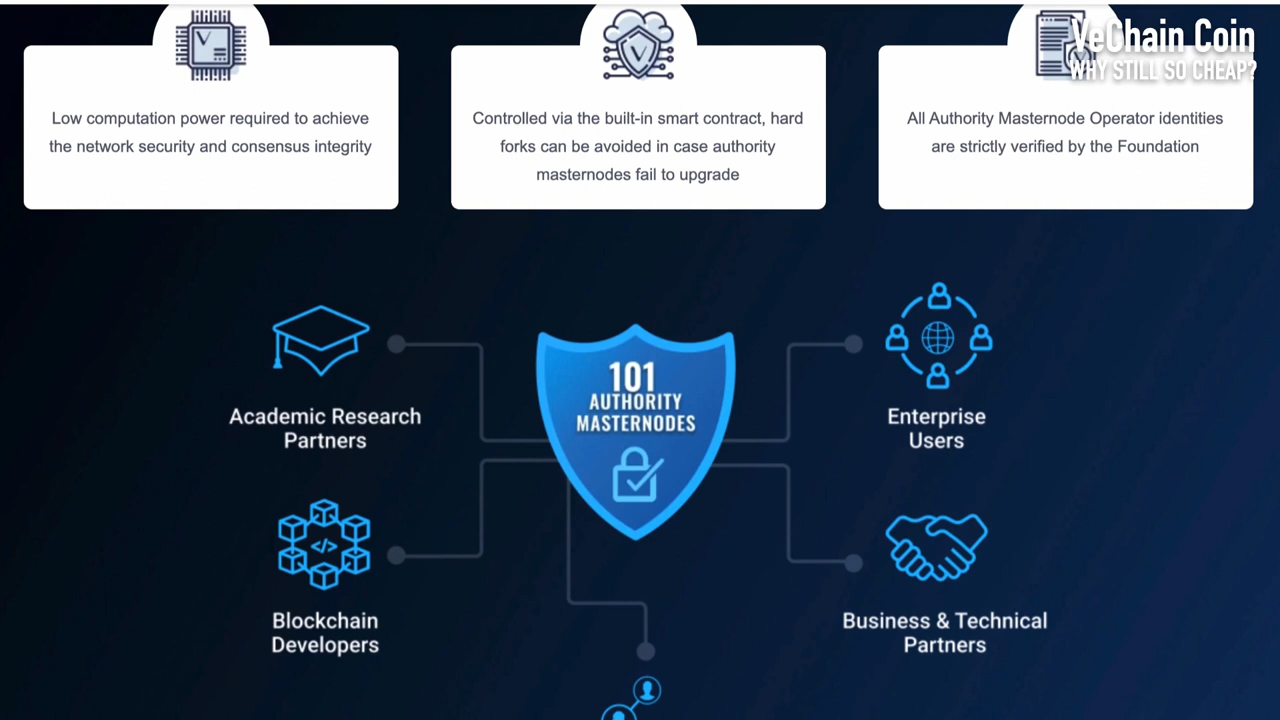 VeChain Coin
WHY STILL SO CHEAP?
Low computation power required to achieve
the network security and consensus integrity
Controlled via the built-in smart contract, hard
forks can be avoided in case authority
masternodes fail to upgrade
All Authority Masternode Operator identities
are strictly verified by the Foundation
101
AUTHORITY
MASTERNODES
Academic Research
Partners
Enterprise
Users
Blockchain
Developers
Business & Technical
Partners